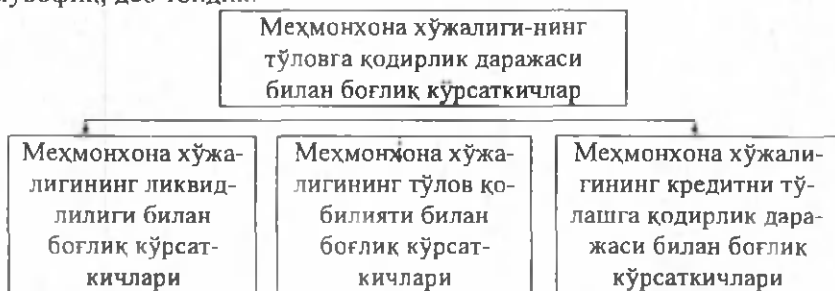 Меҳмонхона хўжалиги-нинг
тўловга қодирлик даражаси
билан боғлиқ кўрсаткичлар
Меҳмонхона хўжа-
лигининг ликвид-
лилиги билан
боғлиқ кўрсат-
кичлари
Меҳмонхона хўжа-
лигининг тўлов қо-
билияти билан
боғлиқ кўрсат-
кичлари
Меҳмонхона хўжали-
гининг кредитни тў-
лашга қодирлик дара-
жаси билан боғлиқ
кўрсаткичлари